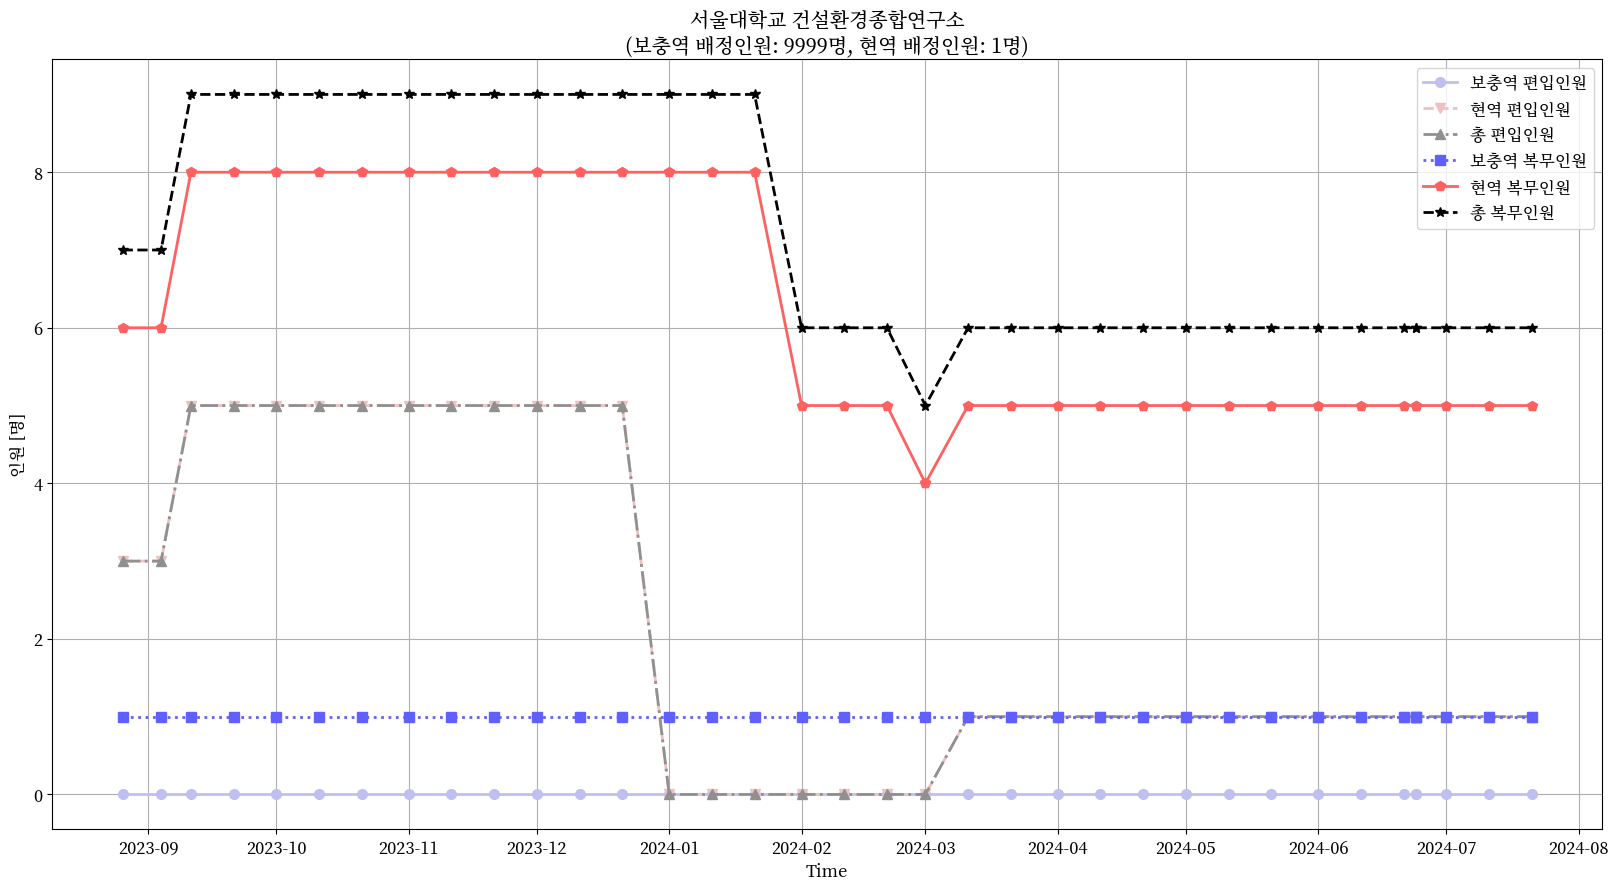 서울대학교 건설환경종합연구소
(보충역 배정인원: 9999명, 현역 배정인원: 1명)
보충역 편입인원
현역 편입인원
총 편입인원
보충역 복무인원
현역 복무인원
총 복무인원
인원 [명]
8
6
4
2
0
2023-09
2023-10
2023-11
2023-12
2024-01
2024-02
2024-03
2024-04
2024-05
2024-06
2024-07
2024-08
Time